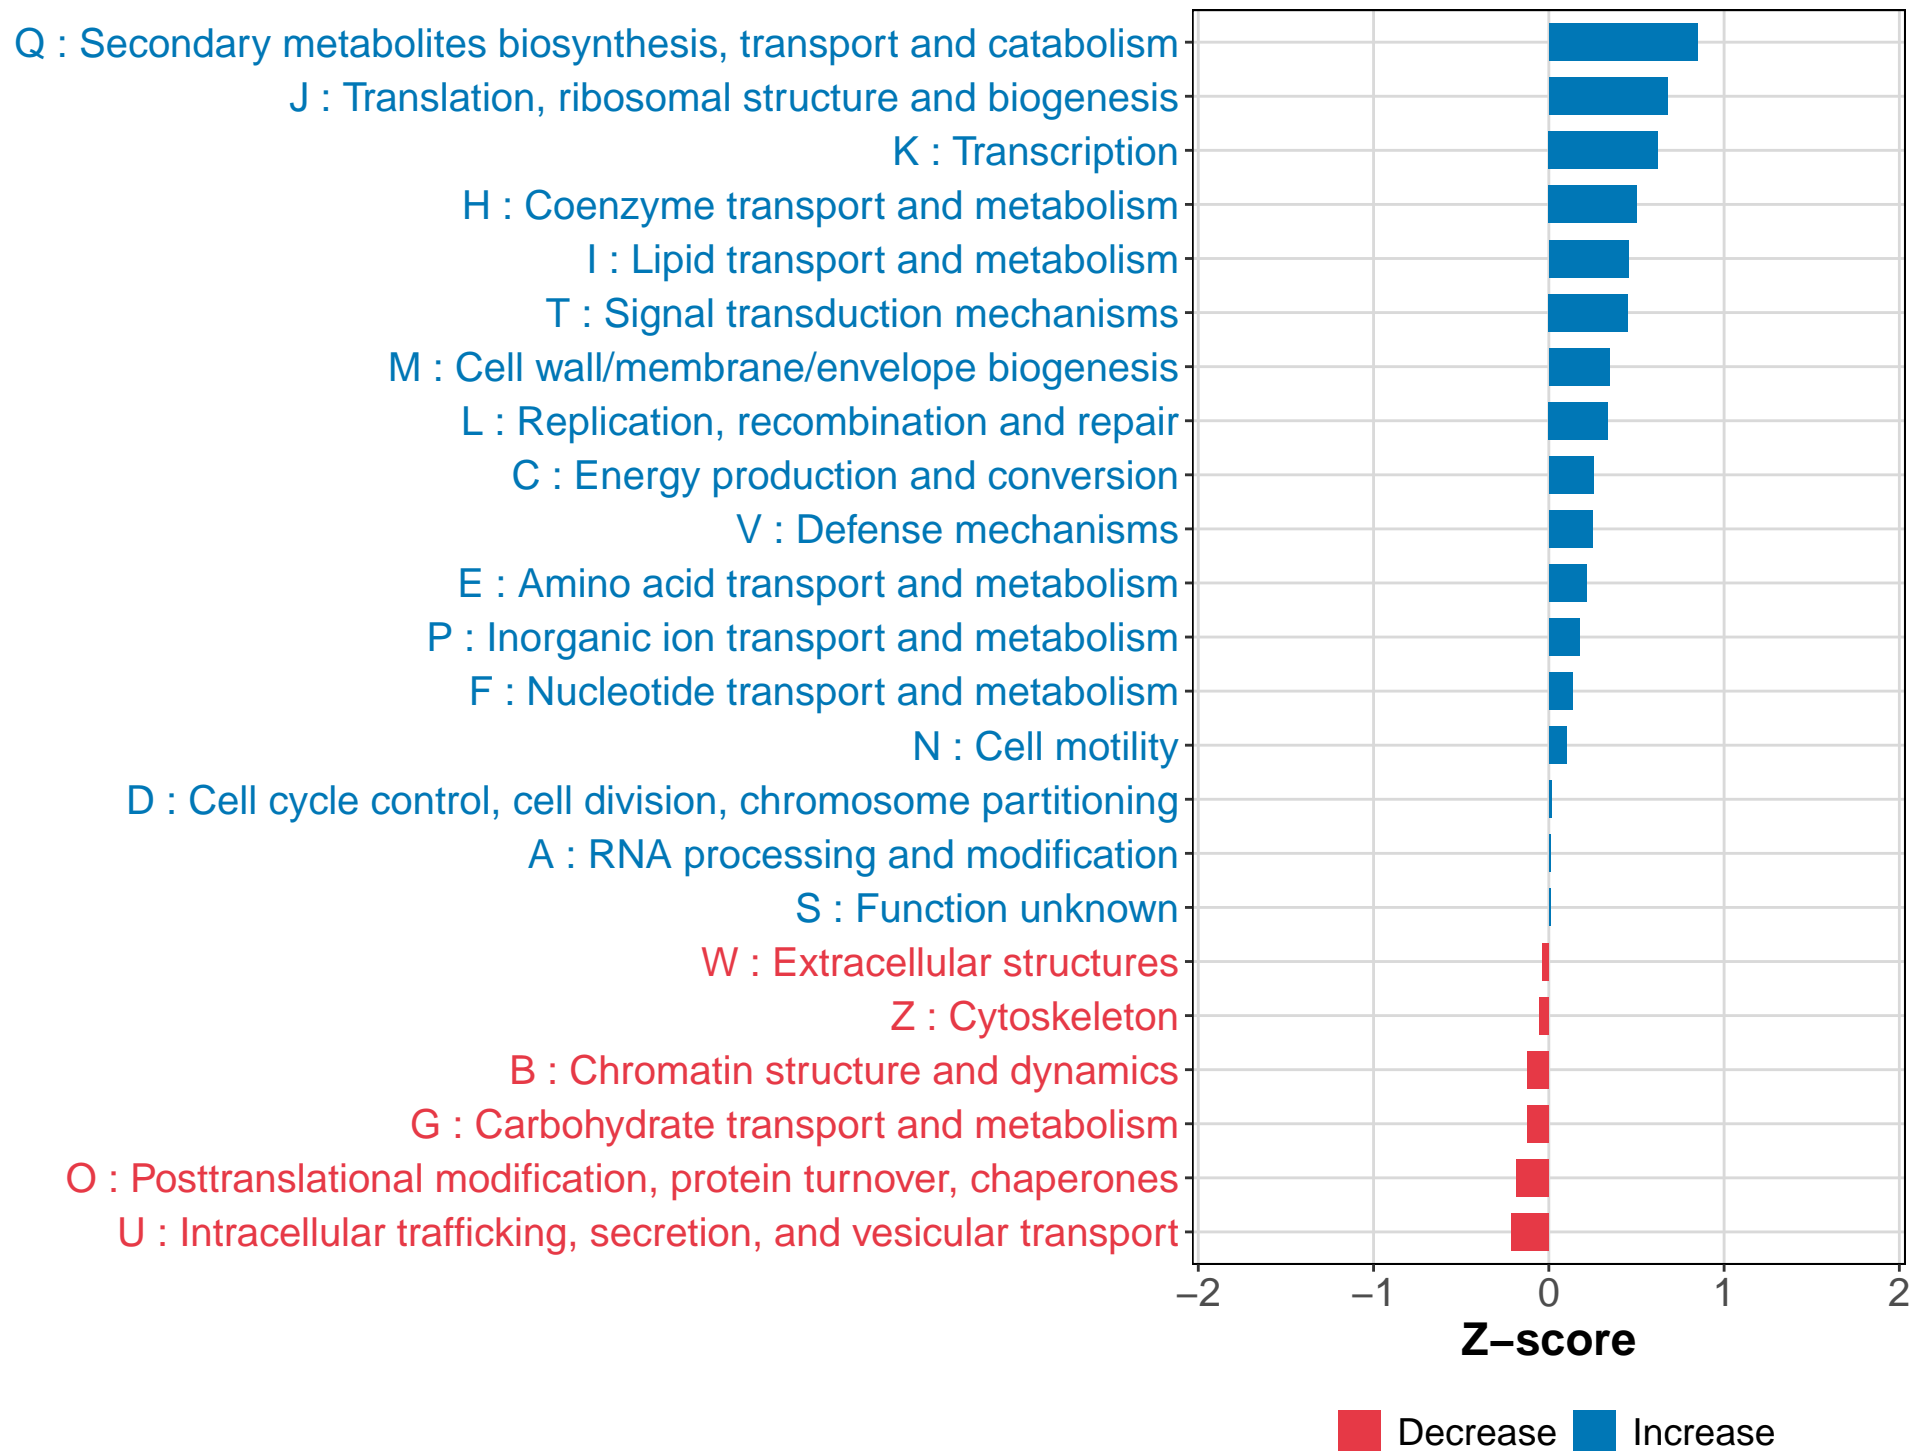 Q : Secondary metabolites biosynthesis, transport and catabolism
J : Translation, ribosomal structure and biogenesis
K : Transcription
H : Coenzyme transport and metabolism
I : Lipid transport and metabolism
T : Signal transduction mechanisms
M : Cell wall/membrane/envelope biogenesis
L : Replication, recombination and repair
C : Energy production and conversion
V : Defense mechanisms
E : Amino acid transport and metabolism
P : Inorganic ion transport and metabolism
F : Nucleotide transport and metabolism
N : Cell motility
D : Cell cycle control, cell division, chromosome partitioning
A : RNA processing and modification
S : Function unknown
W : Extracellular structures
Z : Cytoskeleton
B : Chromatin structure and dynamics
G : Carbohydrate transport and metabolism
O : Posttranslational modification, protein turnover, chaperones
U : Intracellular trafficking, secretion, and vesicular transport
−2 −1 0 1 2
Z−score
Decrease Increase